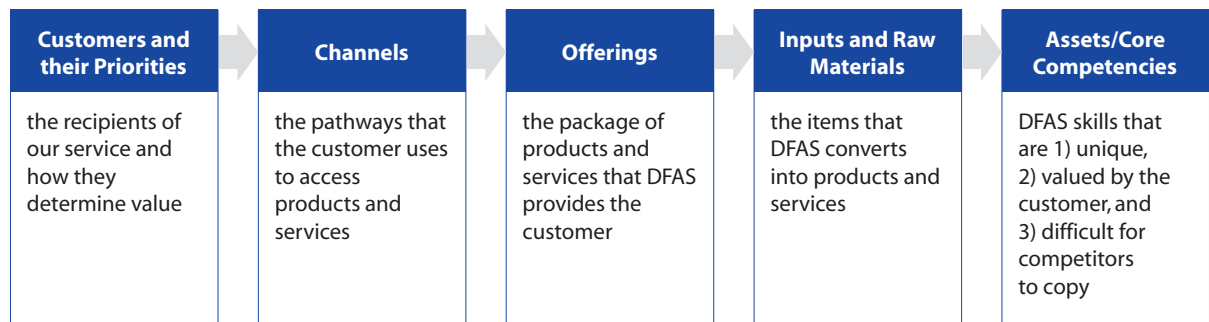 Customers and
their Priorities
the recipients of
our service and
how they
determine value
Channels
the pathways that
the customer uses
to access
products and
services
Offerings
the package of
products and
services that DFAS
provides the
customer
Inputs and Raw
Materials
the items that
DFAS converts
into products and
services
Assets/Core
Competencies
DFAS skills that
are 1) unique,
2) valued by the
customer, and
3) difficult for
competitors
to copy